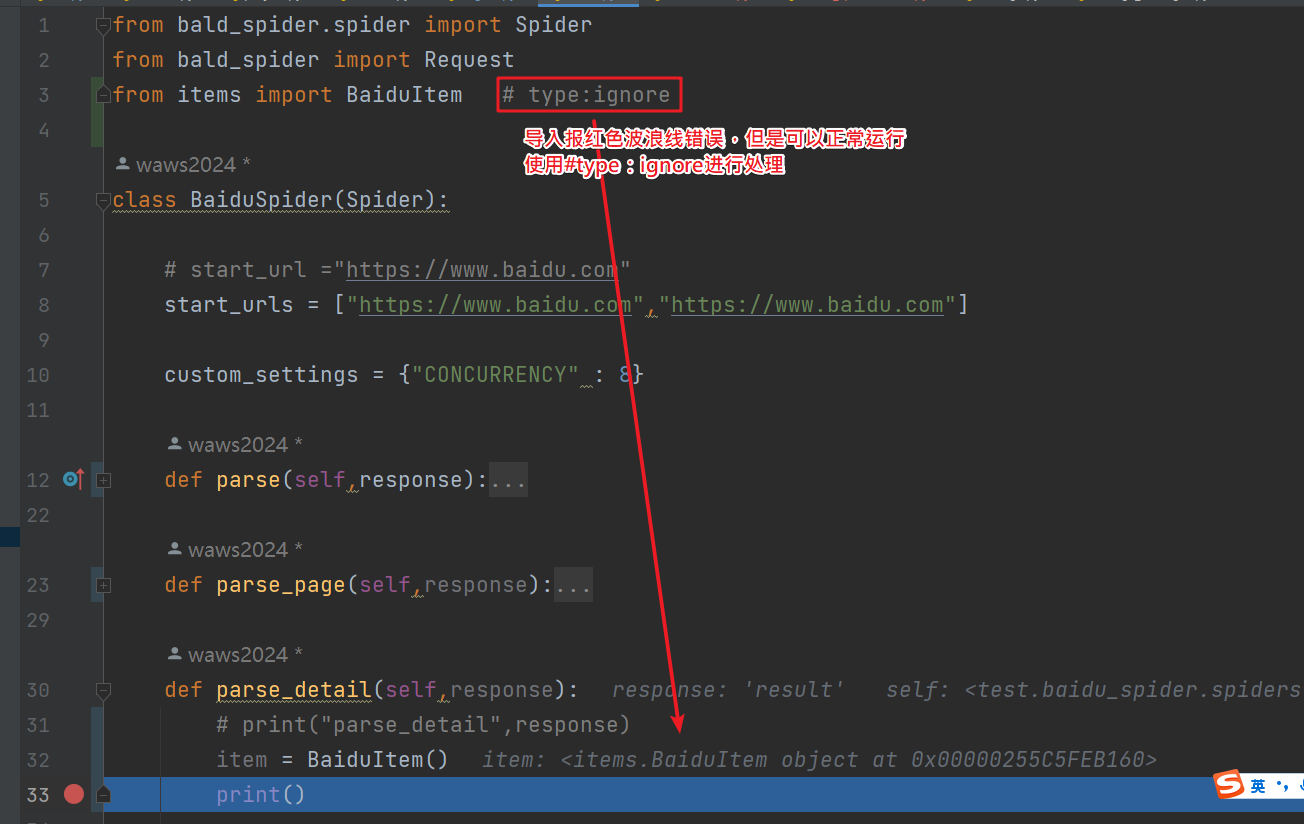 1 from bald_spider.spider import Spider
2 from bald_spider import Request
3 from items import BaiduItem # type:ignore
4
导入报红色波浪线错误，但是可以正常运行
使用#type：ignore进行处理
waws2024 *
5 class BaiduSpider(Spider):
6
7 # start_url ="https://www.baidu.com"
8 start_urls = ["https://www.baidu.com","https://www.baidu.com"]
9
10 custom_settings = {"CONCURRENCY" : 8}
11
waws2024 *
12 def parse(self,response):...
22
waws2024 *
23 def parse_page(self,response):...
29
waws2024 *
30 def parse_detail(self,response): response: 'result' self: <test.baidu_spider.spiders
31 # print("parse_detail",response)
32 item = BaiduItem() item: <items.BaiduItem object at 0x00000255C5FEB160>
33 print()
S 英